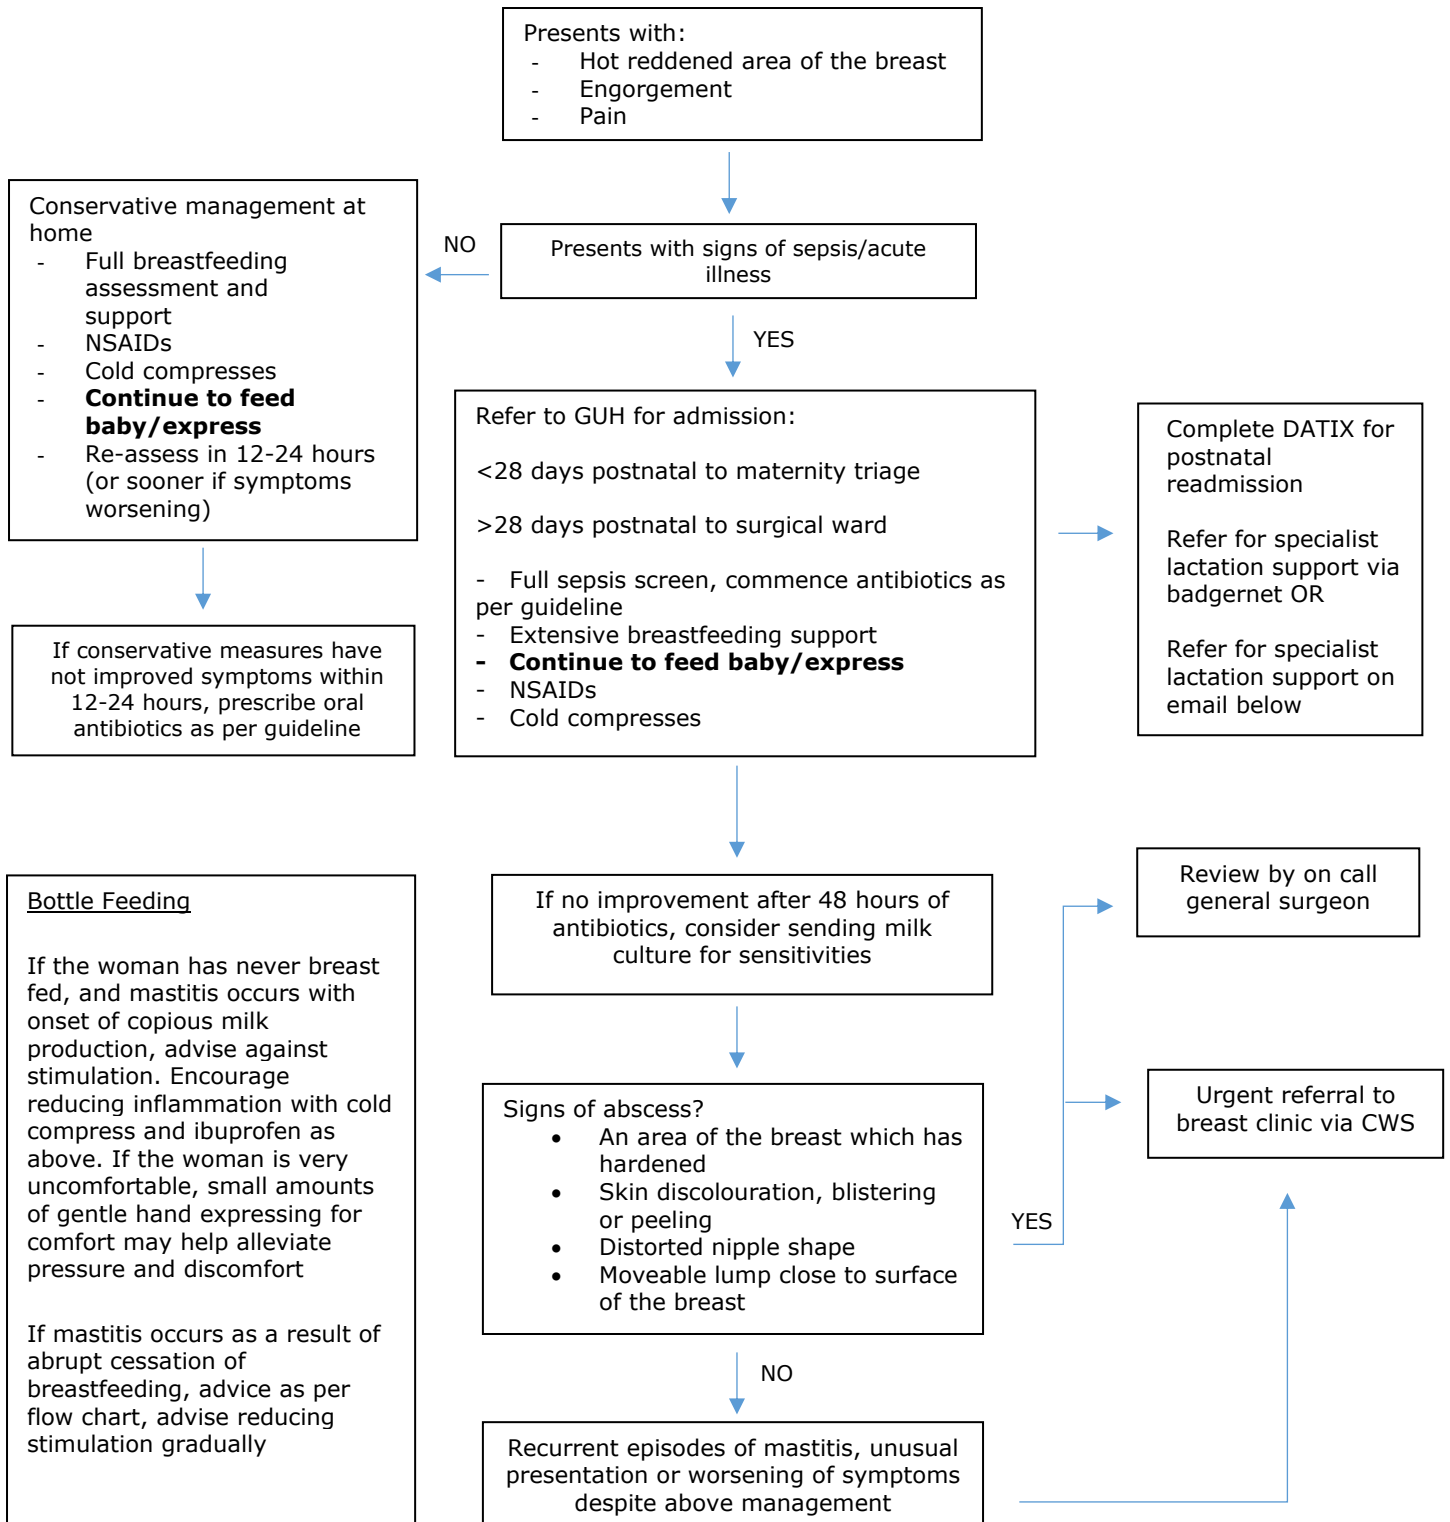 Presents with:
- Hot reddened area of the breast
- Engorgement
- Pain
Presents with signs of sepsis/acute
illness
NO
YES
Conservative management at
home
- Full breastfeeding
assessment and
support
- NSAIDs
- Cold compresses
- Continue to feed
baby/express
- Re-assess in 12-24 hours
(or sooner if symptoms
worsening)
If conservative measures have
not improved symptoms within
12-24 hours, prescribe oral
antibiotics as per guideline
Refer to GUH for admission:
<28 days postnatal to maternity triage
>28 days postnatal to surgical ward
- Full sepsis screen, commence antibiotics as
per guideline
- Extensive breastfeeding support
- Continue to feed baby/express
- NSAIDs
- Cold compresses
Complete DATIX for
postnatal
readmission
Refer for specialist
lactation support via
badgernet OR
Refer for specialist
lactation support on
email below
If no improvement after 48 hours of
antibiotics, consider sending milk
culture for sensitivities
Signs of abscess?
• An area of the breast which has
hardened
• Skin discolouration, blistering
or peeling
• Distorted nipple shape
• Moveable lump close to surface
of the breast
YES
Review by on call
general surgeon
Urgent referral to
breast clinic via CWS
NO
Recurrent episodes of mastitis, unusual
presentation or worsening of symptoms
despite above management
Bottle Feeding
If the woman has never breast
fed, and mastitis occurs with
onset of copious milk
production, advise against
stimulation. Encourage
reducing inflammation with cold
compress and ibuprofen as
above. If the woman is very
uncomfortable, small amounts
of gentle hand expressing for
comfort may help alleviate
pressure and discomfort
If mastitis occurs as a result of
abrupt cessation of
breastfeeding, advice as per
flow chart, advise reducing
stimulation gradually